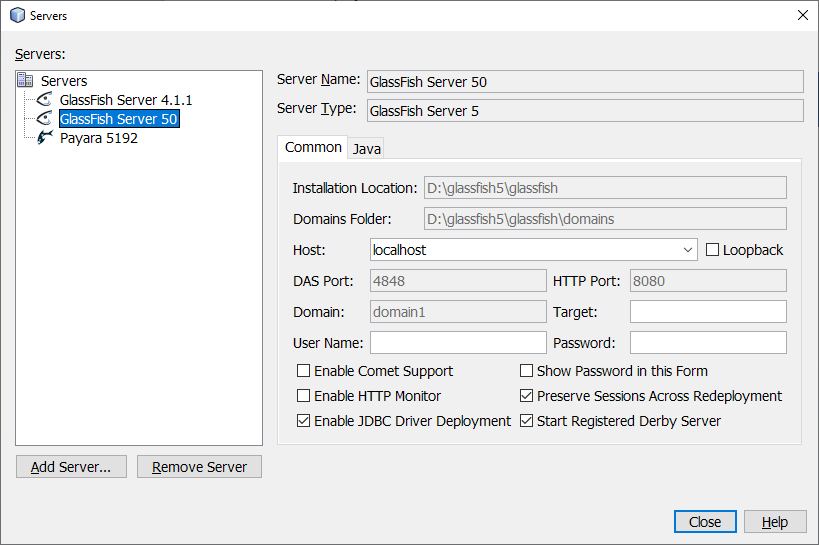 Servers
Servers:
Servers
GlassFish Server 4.1.1
GlassFish Server 50
Payara 5192
Add Server...
Remove Server
Server Name: GlassFish Server 50
Server Type: GlassFish Server 5
Common Java
Installation Location: D:\glassfish5\glassfish
Domains Folder: D:\glassfish5\glassfish\domains
Host: localhost Loopback
DAS Port: 4848 HTTP Port: 8080
Domain: domain1 Target:
User Name: Password:
Enable Comet Support Show Password in this Form
Enable HTTP Monitor Preserve Sessions Across Redeployment
Enable JDBC Driver Deployment Start Registered Derby Server
Close Help